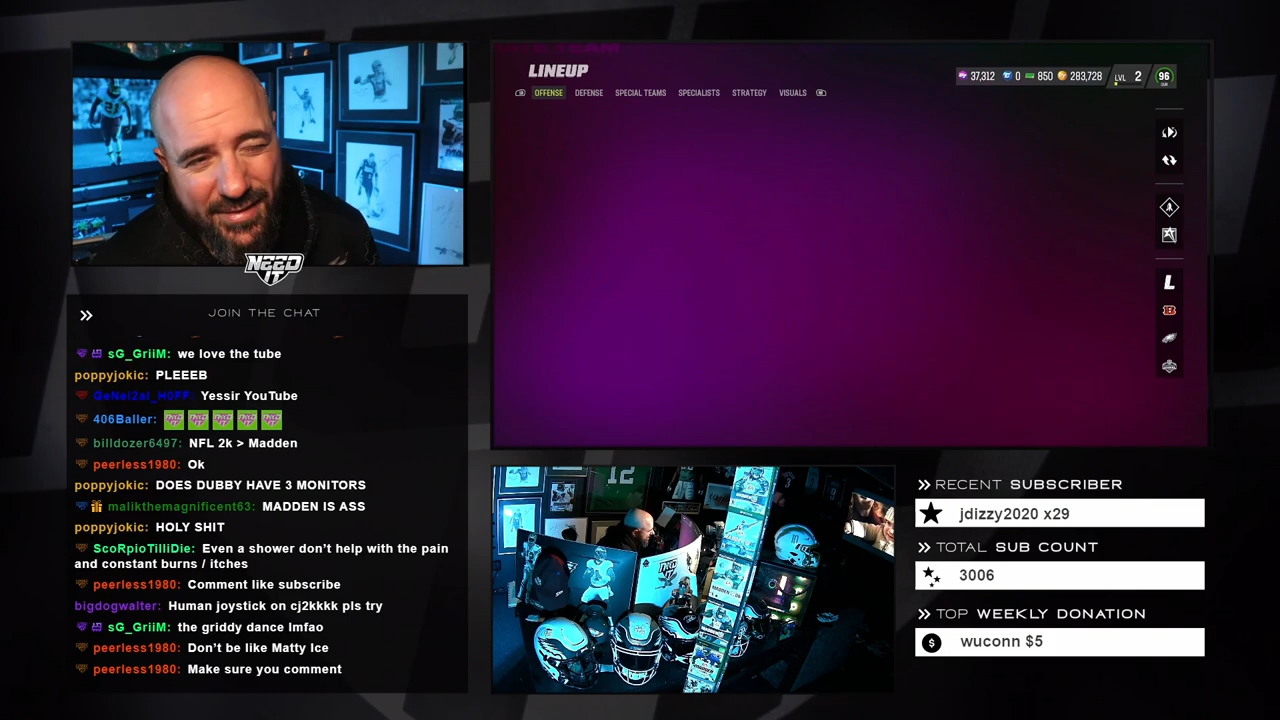 NEED IT
JOIN THE CHAT
sG_GriiM: we love the tube
poppyjokic: PLEEEB
Yessir YouTube
406Baller:
billdozer6497: NFL 2k > Madden
peerless1980: Ok
poppyjokic: DOES DUBBY HAVE 3 MONITORS
malikthemagnificent63: MADDEN IS ASS
poppyjokic: HOLY SHIT
ScoRpioTilliDie: Even a shower don't help with the pain
and constant burns / itches
peerless1980: Comment like subscribe
bigdogwalter: Human joystick on cj2kkkk pls try
sG_GriiM: the griddy dance lmfao
peerless1980: Don't be like Matty Ice
peerless1980: Make sure you comment
LINEUP
37,312 0 850 283,728 LVL 2 96
OFFENSE DEFENSE SPECIAL TEAMS SPECIALISTS STRATEGY VISUALS
L
B
12
RECENT SUBSCRIBER
jdizzy2020 x29
TOTAL SUB COUNT
3006
TOP WEEKLY DONATION
$ wuconn $5